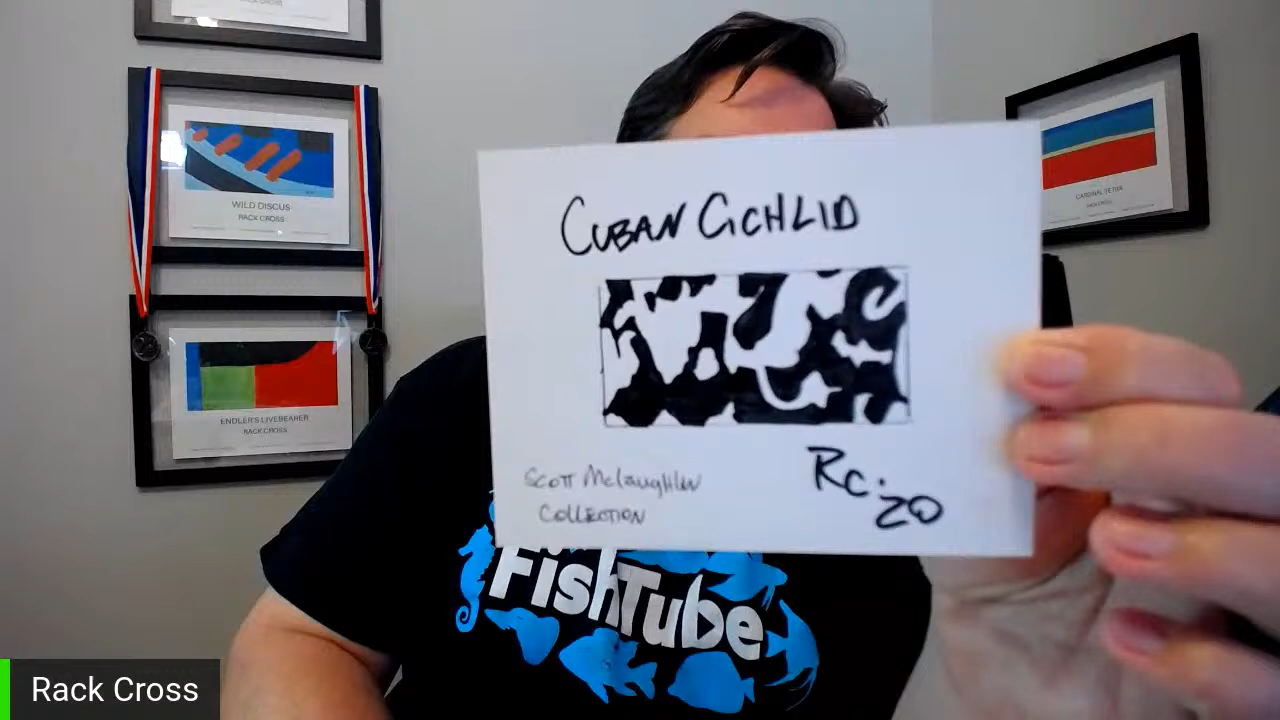 WILD DISCUS
RACK CROSS
ENDLER'S LIVEBEARER
RACK CROSS
CUBAN CICHLID
Scott McLaughlin
COLLECTION
RC.20
CARDINAL TETRA
RACK CROSS
FishTube
Rack Cross